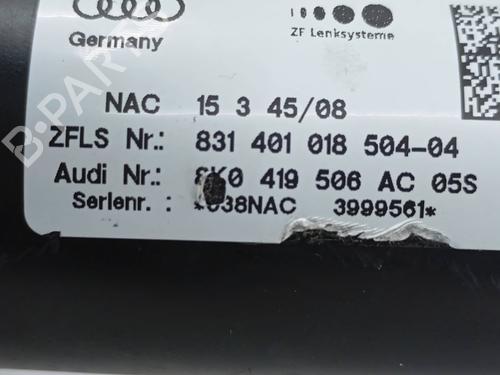 Germany
ZF Lenksysteme
NAC 15 3 45/08
ZFLS Nr.: 831 401 018 504-04
Audi Nr.: 8K0 419 506 AC 05S
Serienr. : *038NAC 3999561*
B-PARTS